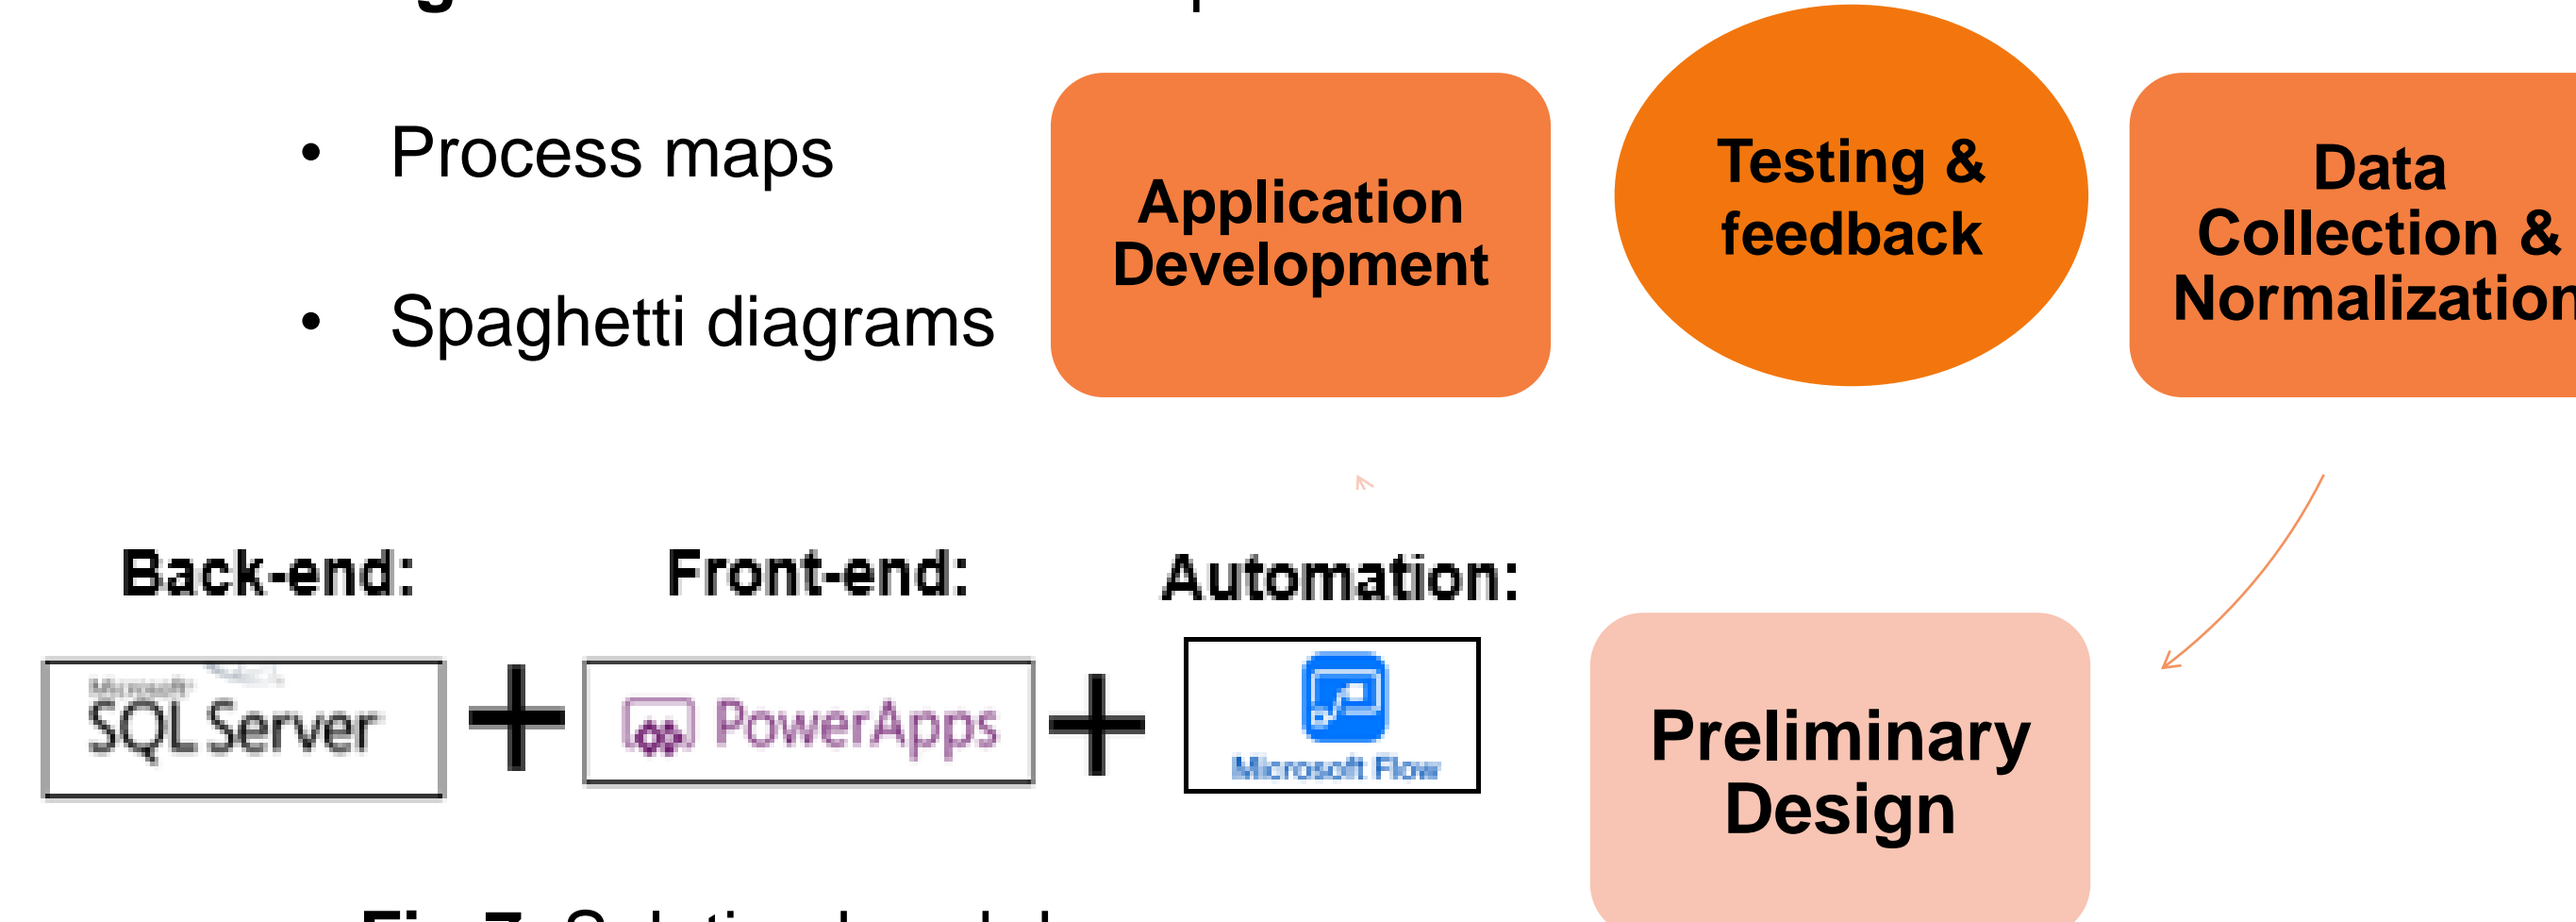 • Process maps
• Spaghetti diagrams
Application
Development
Testing &
feedback
Data
Collection &
Normalization
Back-end:
Front-end:
Automation:
Microsoft
SQL Server
+
PowerApps
+
Microsoft Flow
Preliminary
Design